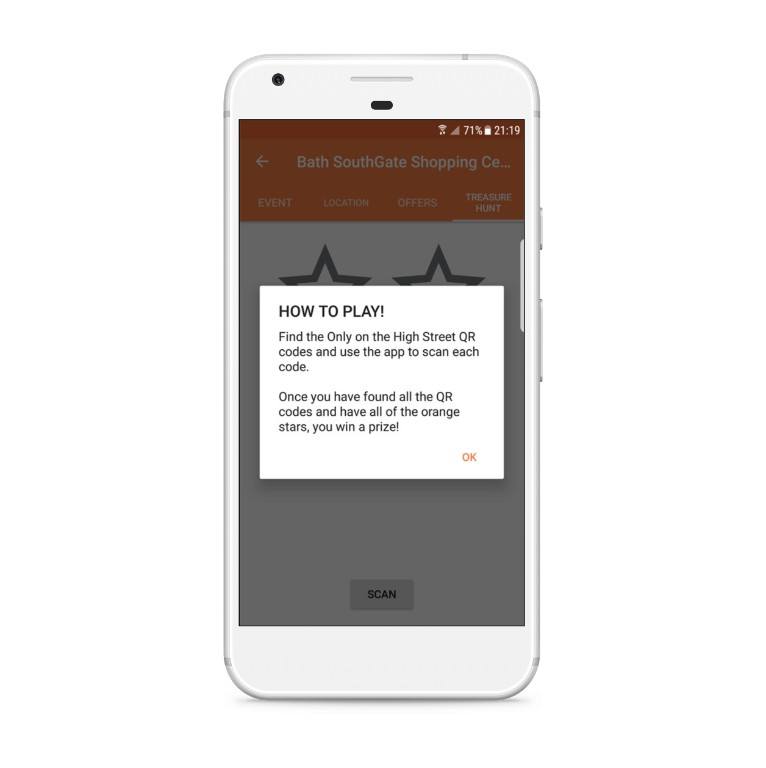 71% 21:19
Bath SouthGate Shopping Ce...
EVENT LOCATION OFFERS TREASURE HUNT
HOW TO PLAY!
Find the Only on the High Street QR
codes and use the app to scan each
code.
Once you have found all the QR
codes and have all of the orange
stars, you win a prize!
OK
SCAN